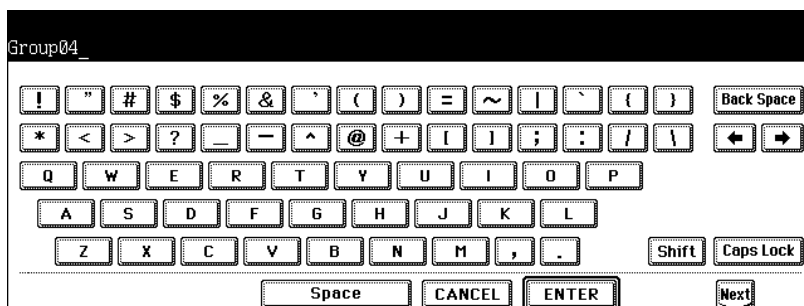 Group04_
! " # $ % & ' ( ) = ~ | ` { } Back Space
* < > ? _ - ^ @ + [ ] ; : / \ 🡄 🡆
Q W E R T Y U I O P
A S D F G H J K L
Z X C V B N M , . Shift Caps Lock
Space CANCEL ENTER Next